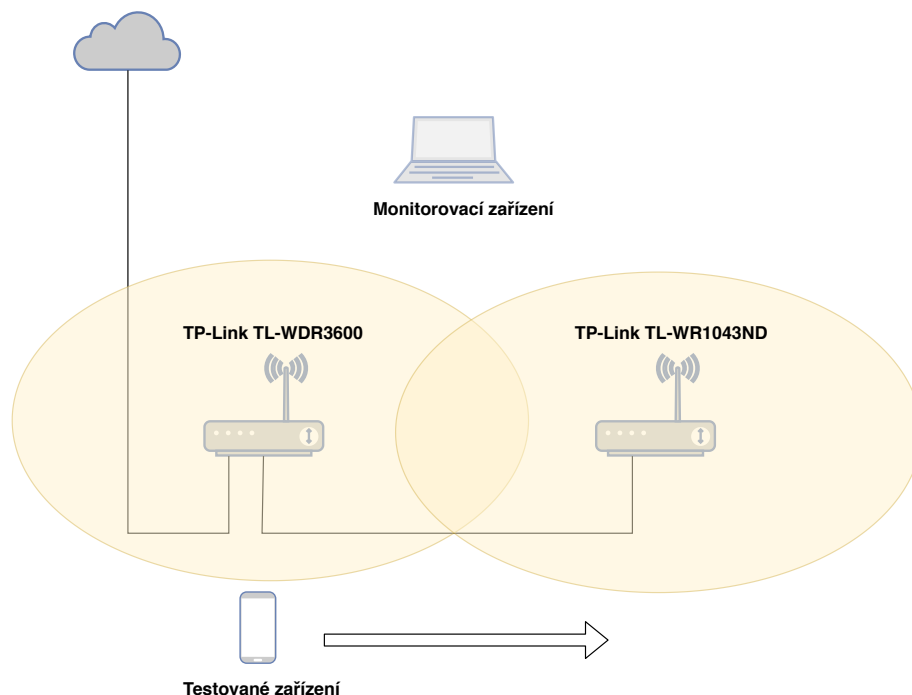 Monitorovací zařízení
TP-Link TL-WDR3600
TP-Link TL-WR1043ND
Testované zařízení